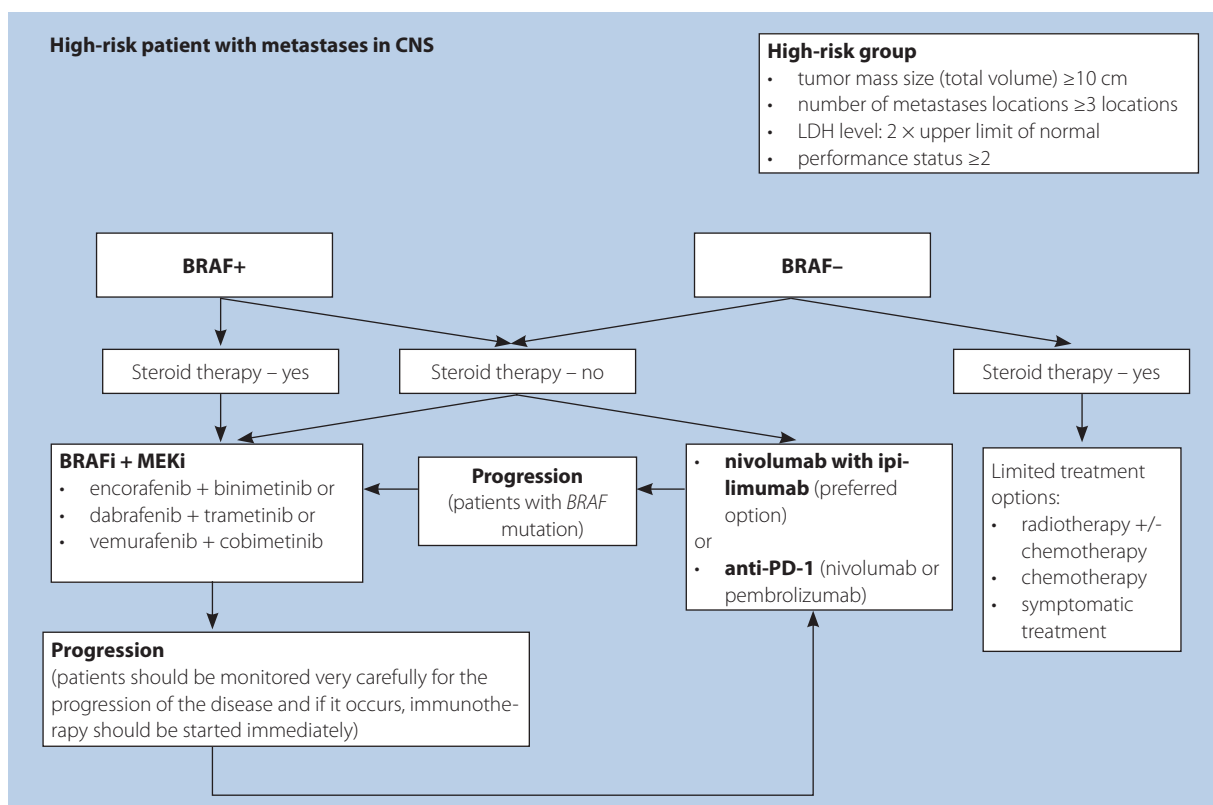 High-risk patient with metastases in CNS
High-risk group
• tumor mass size (total volume) ≥10 cm
• number of metastases locations ≥3 locations
• LDH level: 2 × upper limit of normal
• performance status ≥2
BRAF+
BRAF–
Steroid therapy – yes
Steroid therapy – no
Steroid therapy – yes
BRAFi + MEKi
• encorafenib + binimetinib or
• dabrafenib + trametinib or
• vemurafenib + cobimetinib
Progression
(patients with BRAF
mutation)
• nivolumab with ipi-
limumab (preferred
option)
or
• anti-PD-1 (nivolumab or
pembrolizumab)
Limited treatment
options:
• radiotherapy +/-
chemotherapy
• chemotherapy
• symptomatic
treatment
Progression
(patients should be monitored very carefully for the
progression of the disease and if it occurs, immunothe-
rapy should be started immediately)